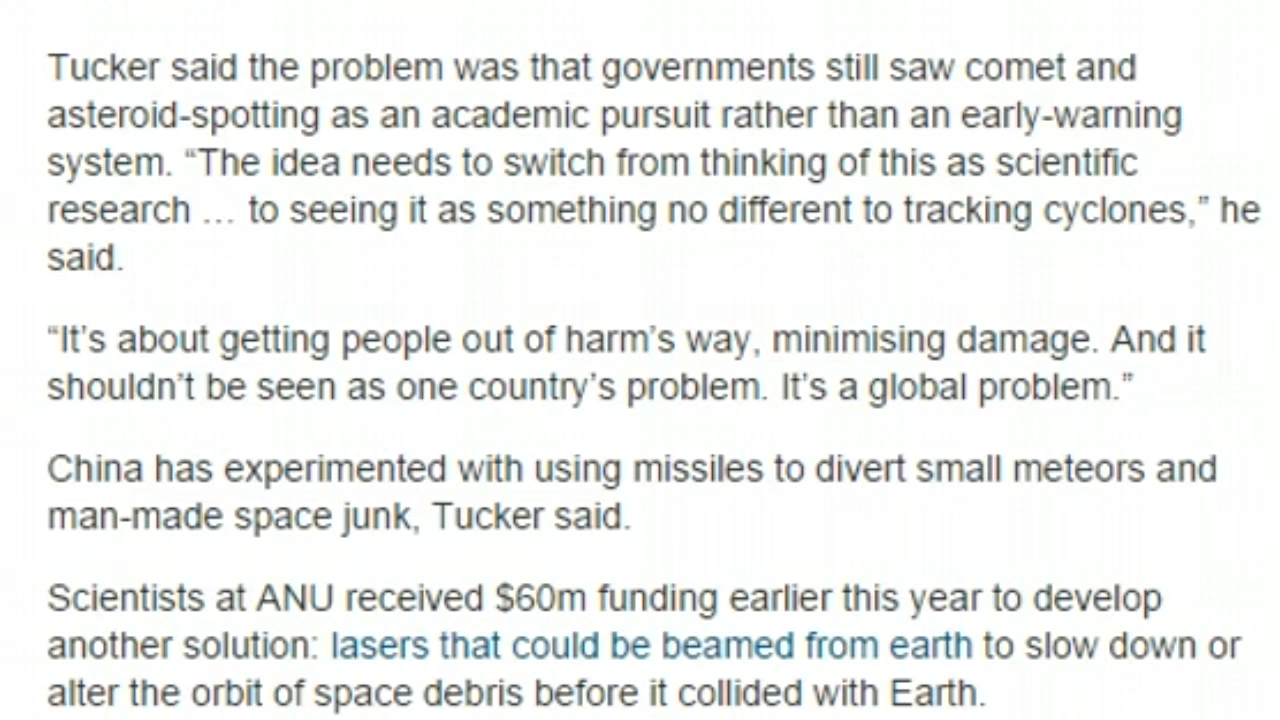 Tucker said the problem was that governments still saw comet and
asteroid-spotting as an academic pursuit rather than an early-warning
system. “The idea needs to switch from thinking of this as scientific
research … to seeing it as something no different to tracking cyclones,” he
said.
“It’s about getting people out of harm’s way, minimising damage. And it
shouldn’t be seen as one country’s problem. It’s a global problem.”
China has experimented with using missiles to divert small meteors and
man-made space junk, Tucker said.
Scientists at ANU received $60m funding earlier this year to develop
another solution: lasers that could be beamed from earth to slow down or
alter the orbit of space debris before it collided with Earth.